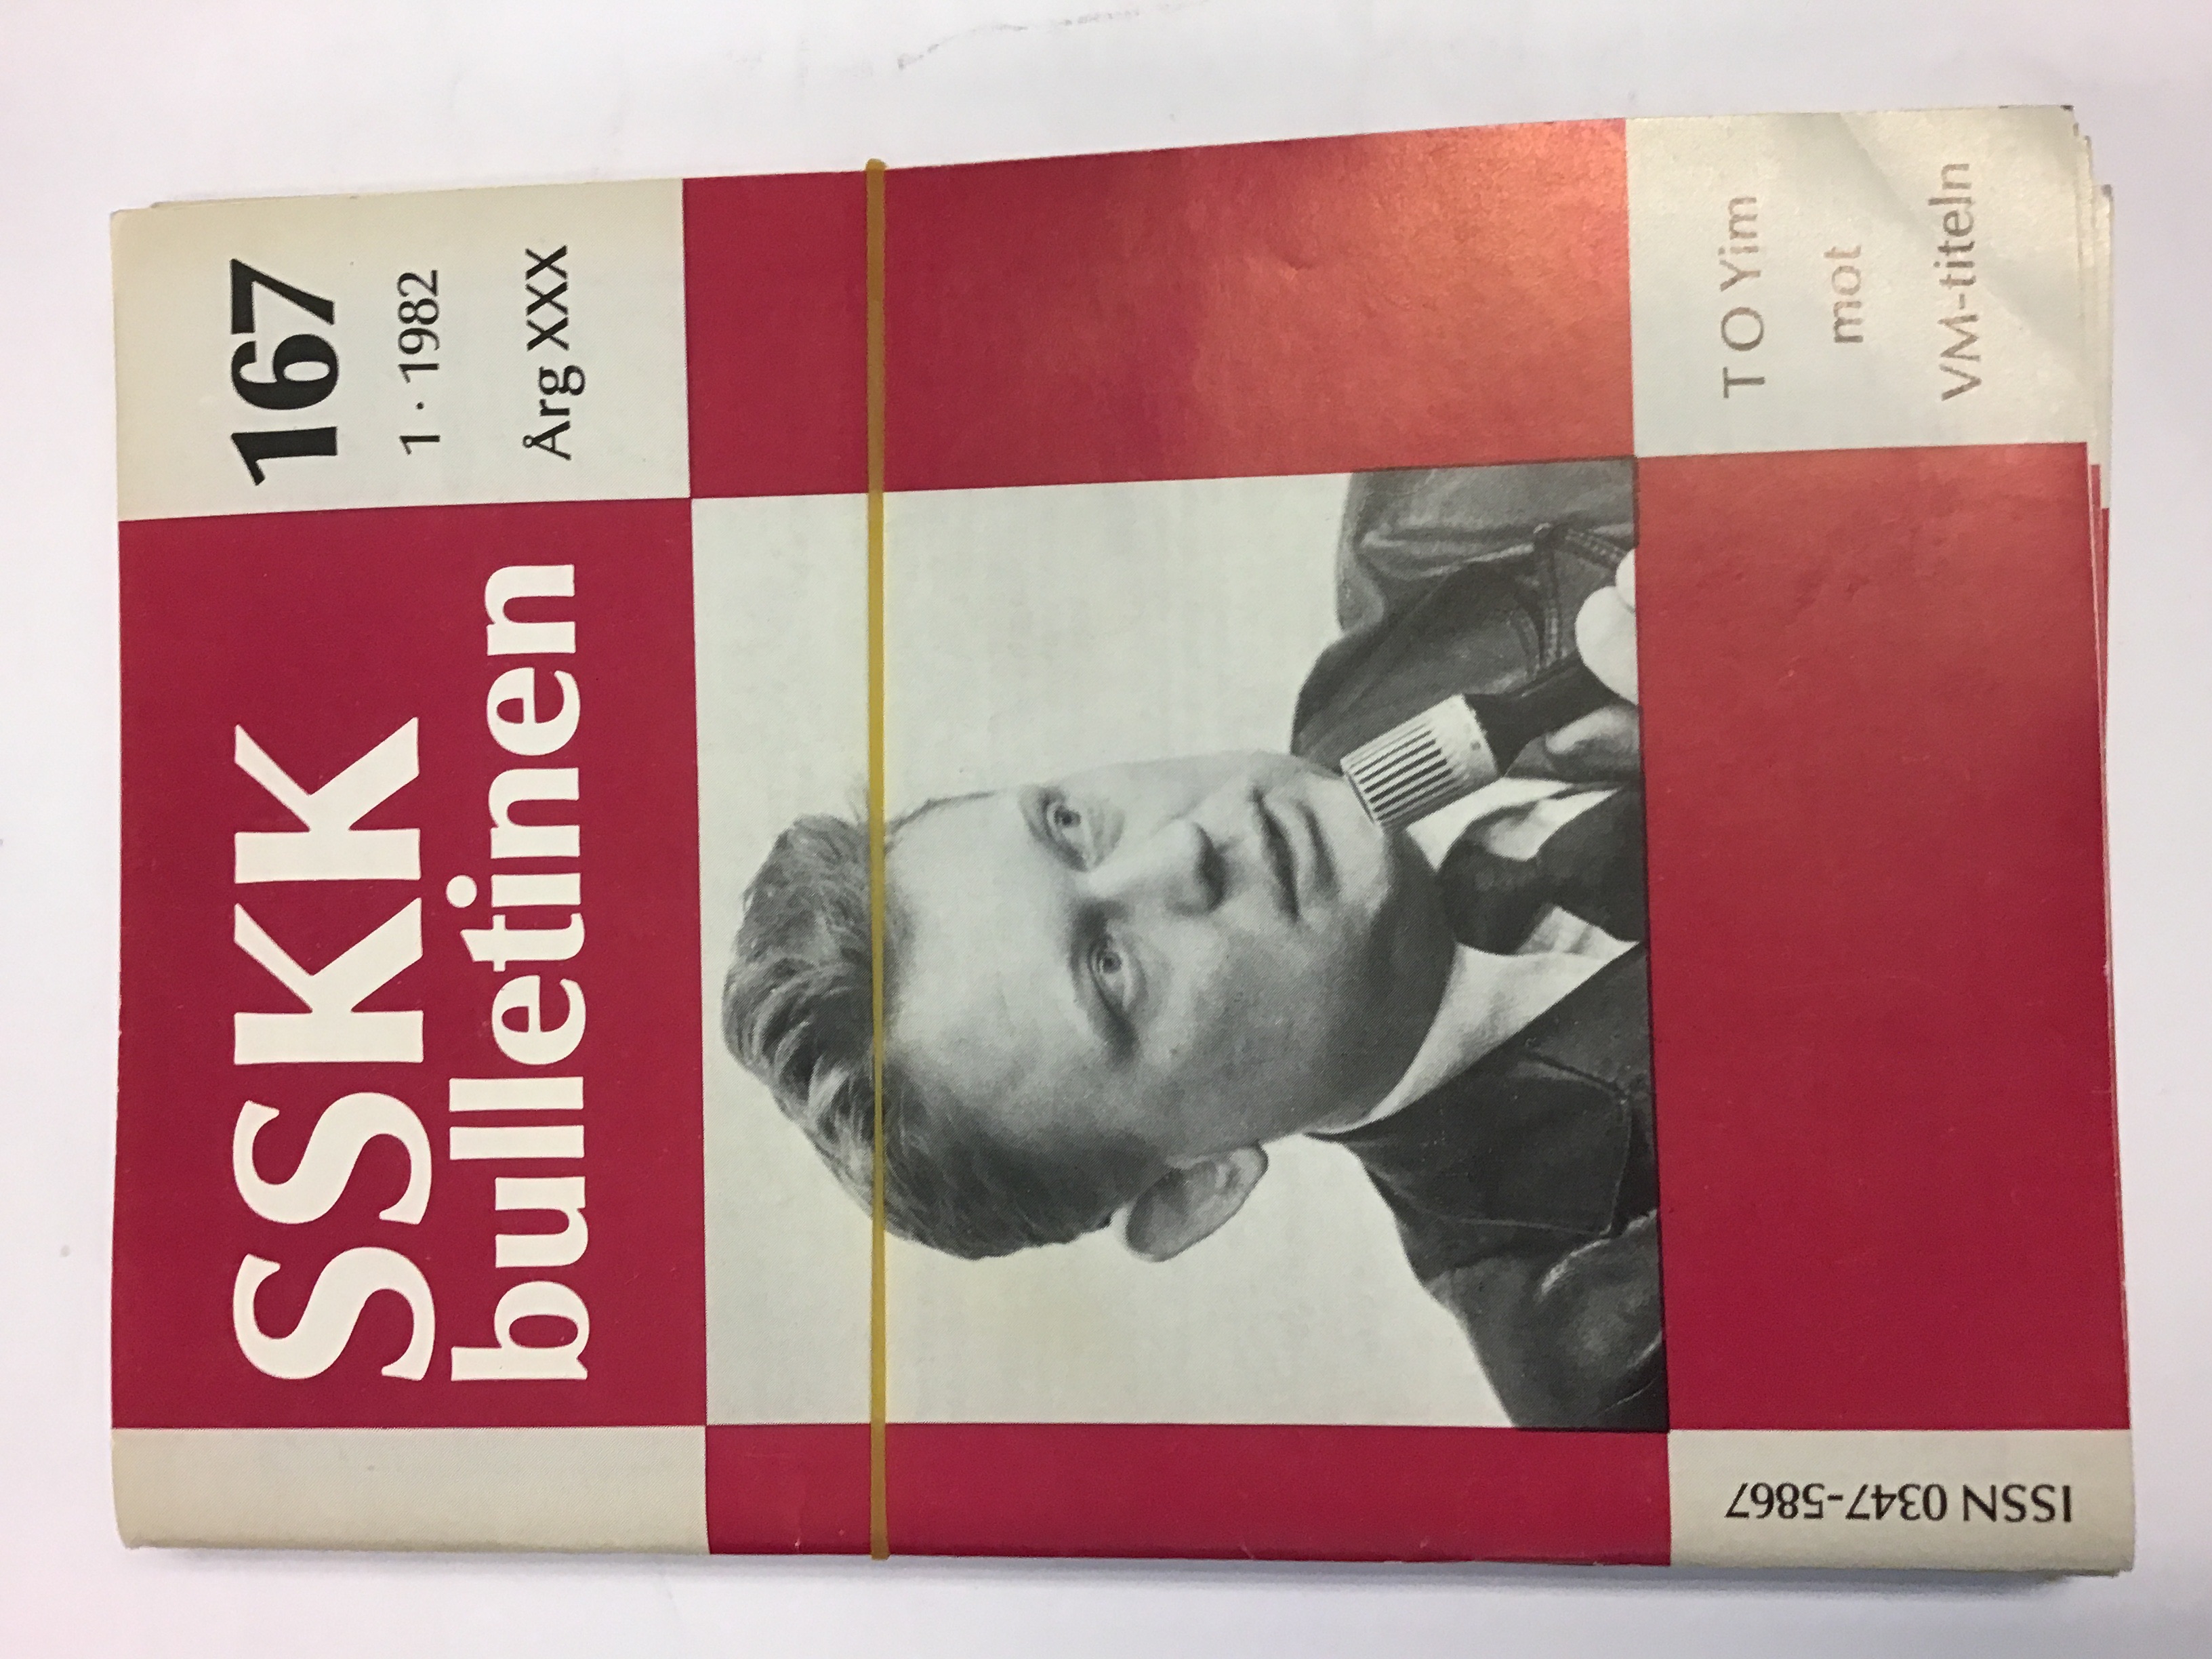 SSKK
bulletinen
167
1 · 1982
Årg XXX
T O Yim
mot
VM-titeln
ISSN 0347-5867